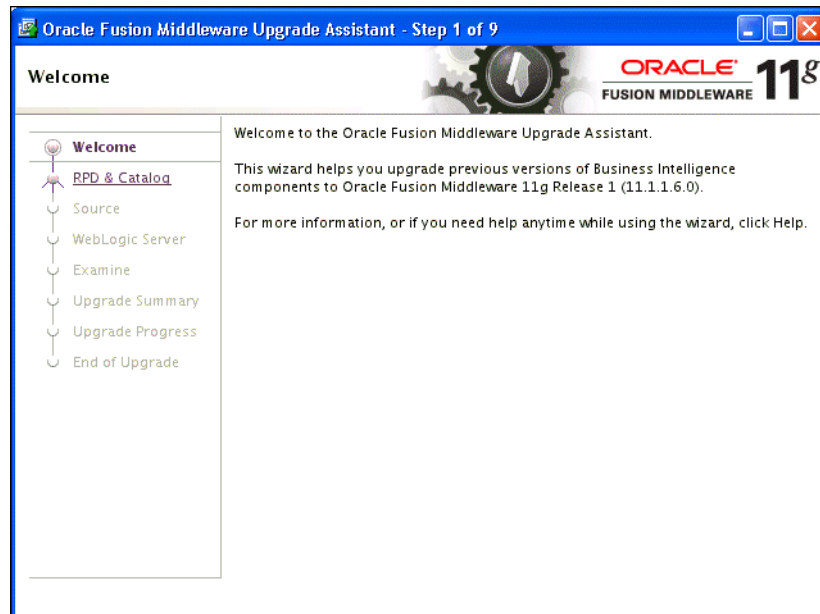 Oracle Fusion Middleware Upgrade Assistant - Step 1 of 9
Welcome
ORACLE 11g
FUSION MIDDLEWARE
Welcome
RPD & Catalog
Source
WebLogic Server
Examine
Upgrade Summary
Upgrade Progress
End of Upgrade
Welcome to the Oracle Fusion Middleware Upgrade Assistant.
This wizard helps you upgrade previous versions of Business Intelligence
components to Oracle Fusion Middleware 11g Release 1 (11.1.1.6.0).
For more information, or if you need help anytime while using the wizard, click Help.